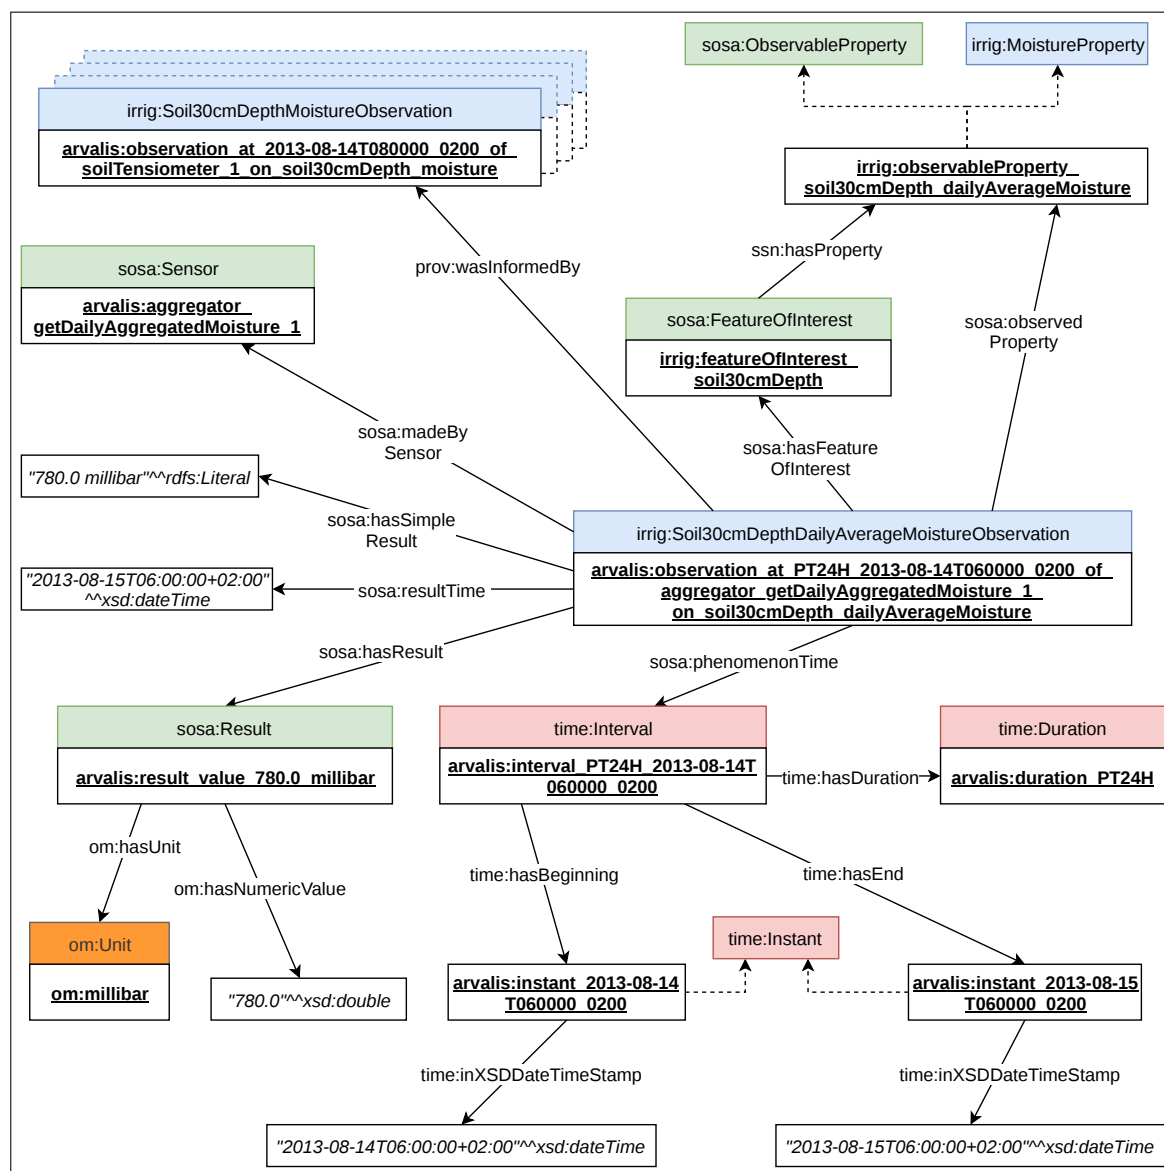 sosa:ObservableProperty
irrig:MoistureProperty
irrig:Soil30cmDepthMoistureObservation
arvalis:observation_at_2013-08-14T080000_0200_of_
soilTensiometer_1_on_soil30cmDepth_moisture
irrig:observableProperty_
soil30cmDepth_dailyAverageMoisture
ssn:hasProperty
prov:wasInformedBy
sosa:Sensor
arvalis:aggregator_
getDailyAggregatedMoisture_1
sosa:FeatureOfInterest
irrig:featureOfInterest_
soil30cmDepth
sosa:observed
Property
sosa:madeBy
Sensor
sosa:hasFeature
OfInterest
"780.0 millibar"^^rdfs:Literal
sosa:hasSimple
Result
irrig:Soil30cmDepthDailyAverageMoistureObservation
arvalis:observation_at_PT24H_2013-08-14T060000_0200_of_
aggregator_getDailyAggregatedMoisture_1_
on_soil30cmDepth_dailyAverageMoisture
"2013-08-15T06:00:00+02:00"
^^xsd:dateTime
sosa:resultTime
sosa:hasResult
sosa:phenomenonTime
sosa:Result
arvalis:result_value_780.0_millibar
time:Interval
arvalis:interval_PT24H_2013-08-14T
060000_0200
time:hasDuration
time:Duration
arvalis:duration_PT24H
om:hasUnit
om:hasNumericValue
time:hasBeginning
time:hasEnd
om:Unit
om:millibar
"780.0"^^xsd:double
time:Instant
arvalis:instant_2013-08-14
T060000_0200
arvalis:instant_2013-08-15
T060000_0200
time:inXSDDateTimeStamp
time:inXSDDateTimeStamp
"2013-08-14T06:00:00+02:00"^^xsd:dateTime
"2013-08-15T06:00:00+02:00"^^xsd:dateTime